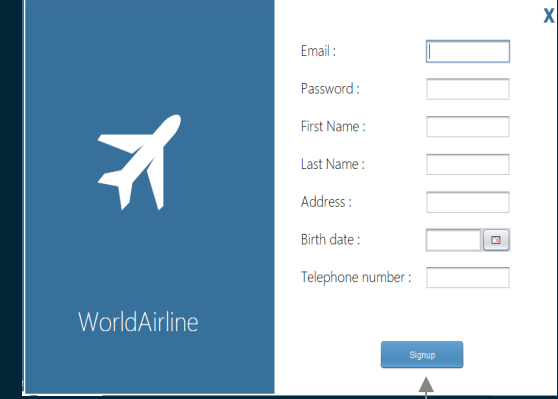 X
Email :
Password :
First Name :
Last Name :
Address :
Birth date :
Telephone number :
WorldAirline
Signup